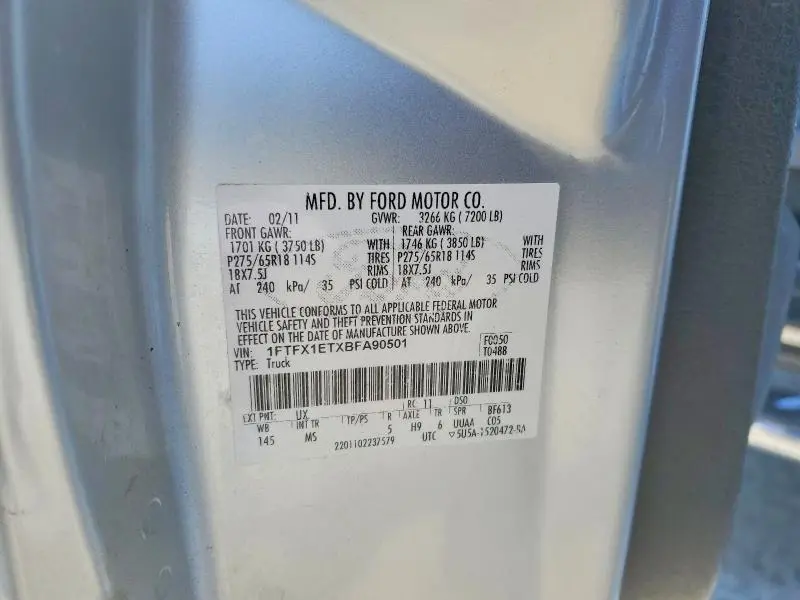 MFD. BY FORD MOTOR CO.
DATE: 02/11 GVWR: 3266 KG ( 7200 LB)
FRONT GAWR: REAR GAWR:
1701 KG ( 3750 LB) WITH 1746 KG ( 3850 LB) WITH
P275/65R18 114S TIRES P275/65R18 114S TIRES
18X7.5J RIMS 18X7.5J RIMS
AT 240 kPa/ 35 PSI COLD AT 240 kPa/ 35 PSI COLD
THIS VEHICLE CONFORMS TO ALL APPLICABLE FEDERAL MOTOR
VEHICLE SAFETY AND THEFT PREVENTION STANDARDS IN
EFFECT ON THE DATE OF MANUFACTURE SHOWN ABOVE.
VIN: 1FTFX1ETXBFA90501 F0050
TYPE: Truck T0488
EXT PNT: UX RC: 11 DSO:
WB INT TR TP/PS R AXLE TR SPR BF613
145 MS 5 H9 6 UUAA C05
2201102237579 UTC